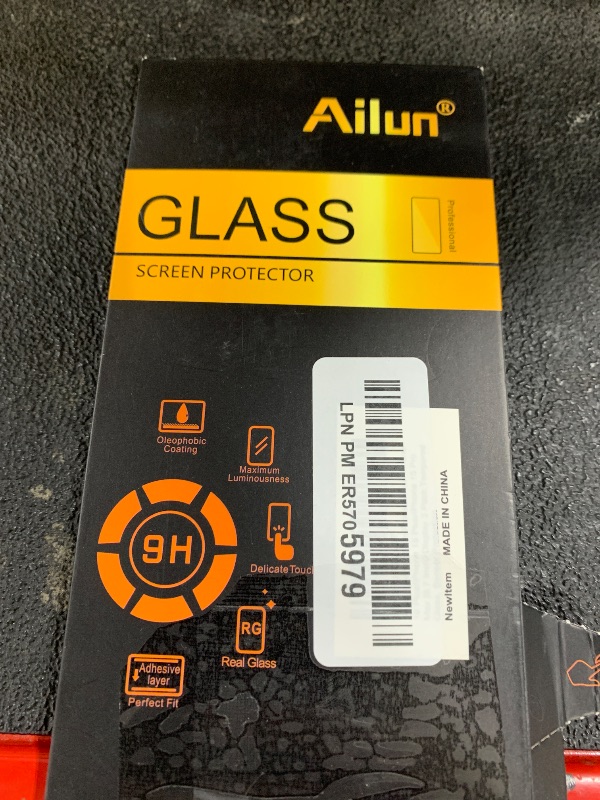 Ailun®
GLASS
Professional
SCREEN PROTECTOR
Oleophobic
Coating
Maximum
Luminousness
9H
Delicate Touch
RG
Real Glass
Adhesive
layer
Perfect Fit
LPN PM ER5705979
NewItem MADE IN CHINA